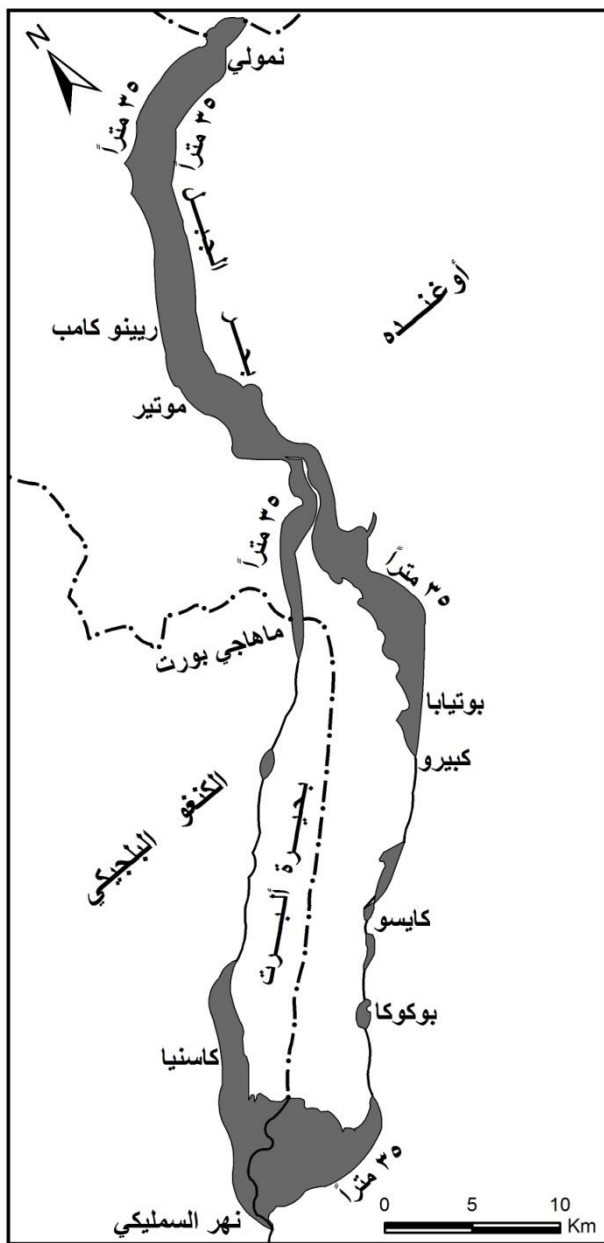 نمولي
N
٣٥ متراً
٣٥ متراً
بحر الجبل
أوغنده
ريينو كامب
موتير
٣٥ متراً
٣٥ متراً
ماهاجي بورت
بوتيابا
كبيرو
الكنغو البلجيكي
بحيرة ألبرت
كايسو
بوكوكا
كاسنيا
٣٥ متراً
نهر السمليكي
0 5 10
Km